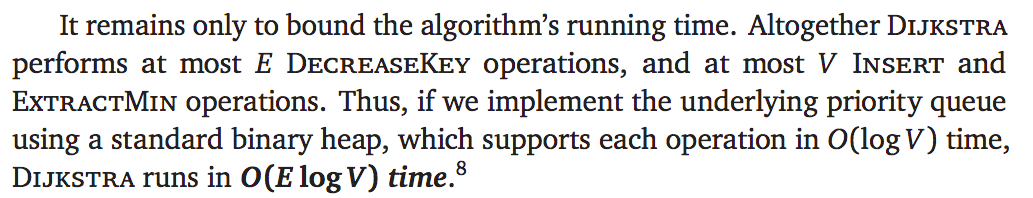 It remains only to bound the algorithm’s running time. Altogether DIJKSTRA
performs at most E DECREASEKEY operations, and at most V INSERT and
EXTRACTMIN operations. Thus, if we implement the underlying priority queue
using a standard binary heap, which supports each operation in O(log V) time,
DIJKSTRA runs in O(E log V) time.⁸